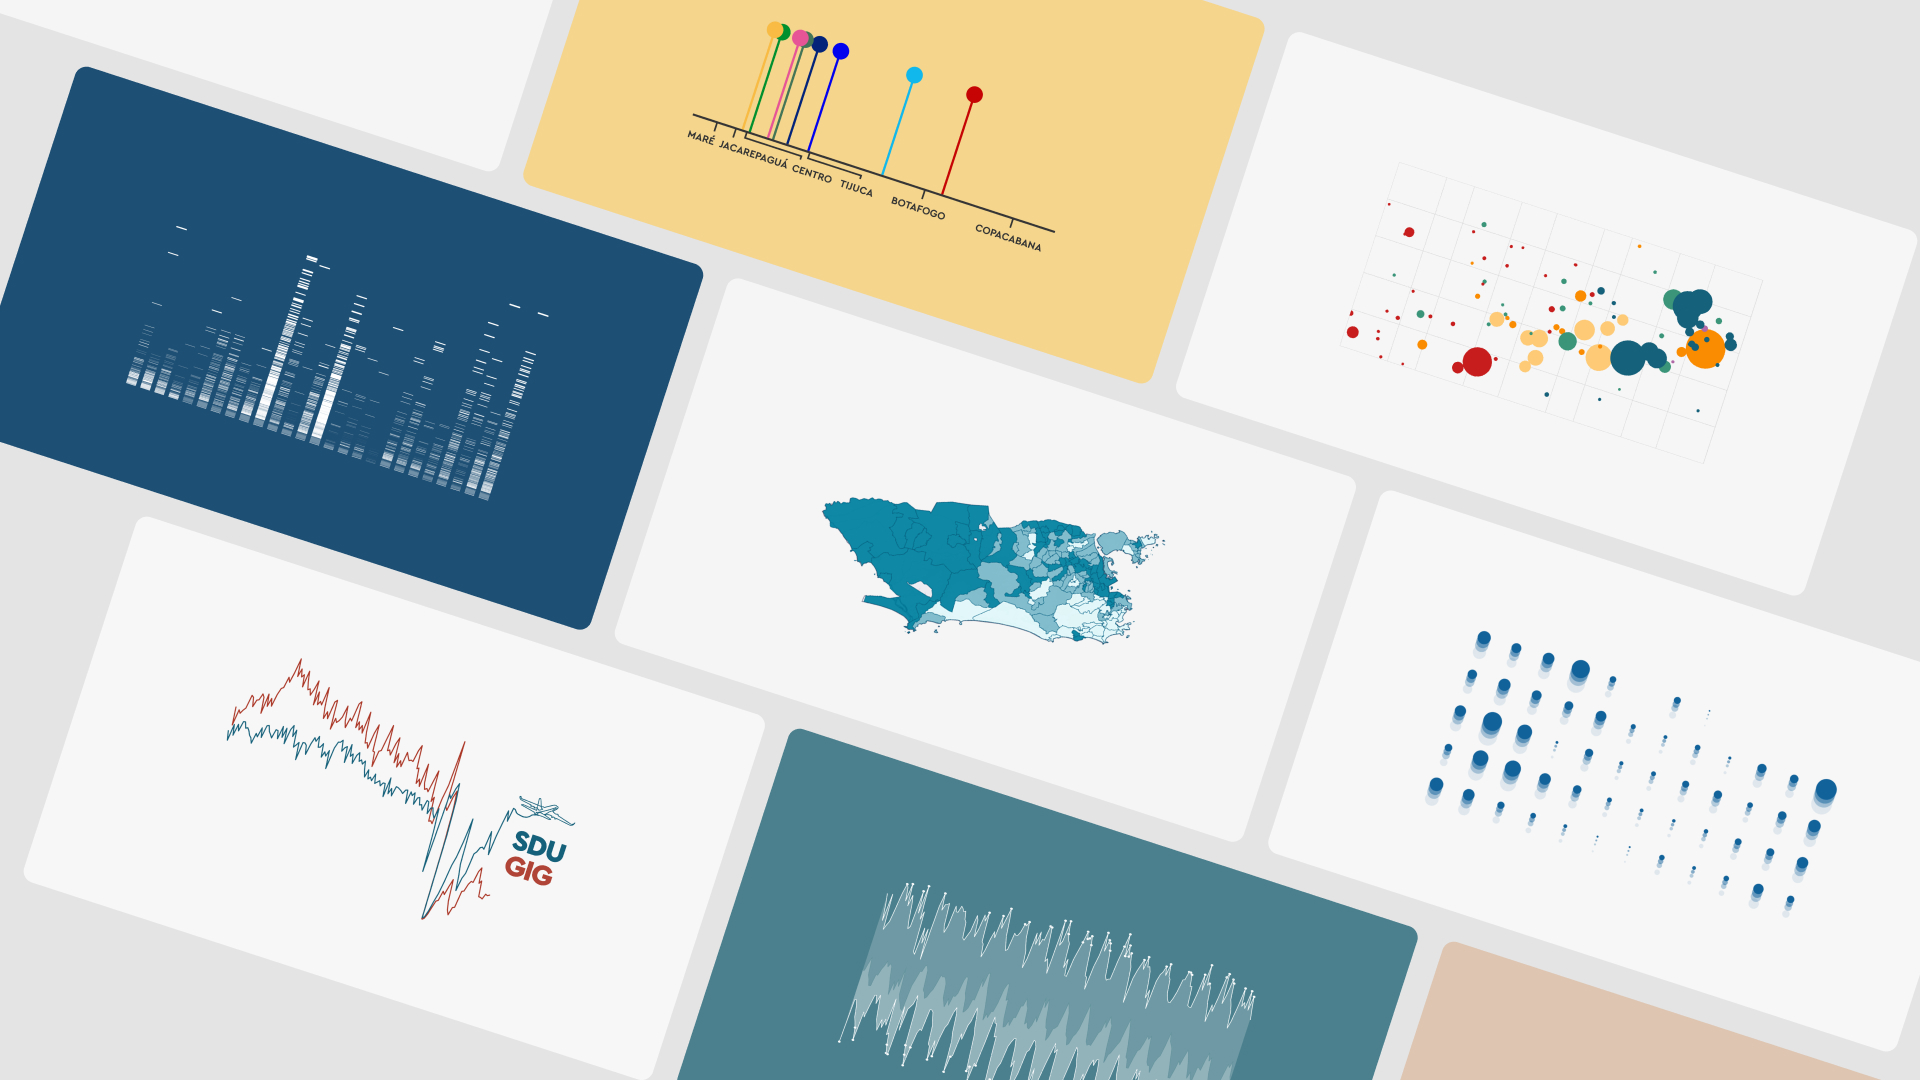 MARÉ
JACAREPAGUÁ
CENTRO
TIJUCA
BOTAFOGO
COPACABANA
SDU
GIG